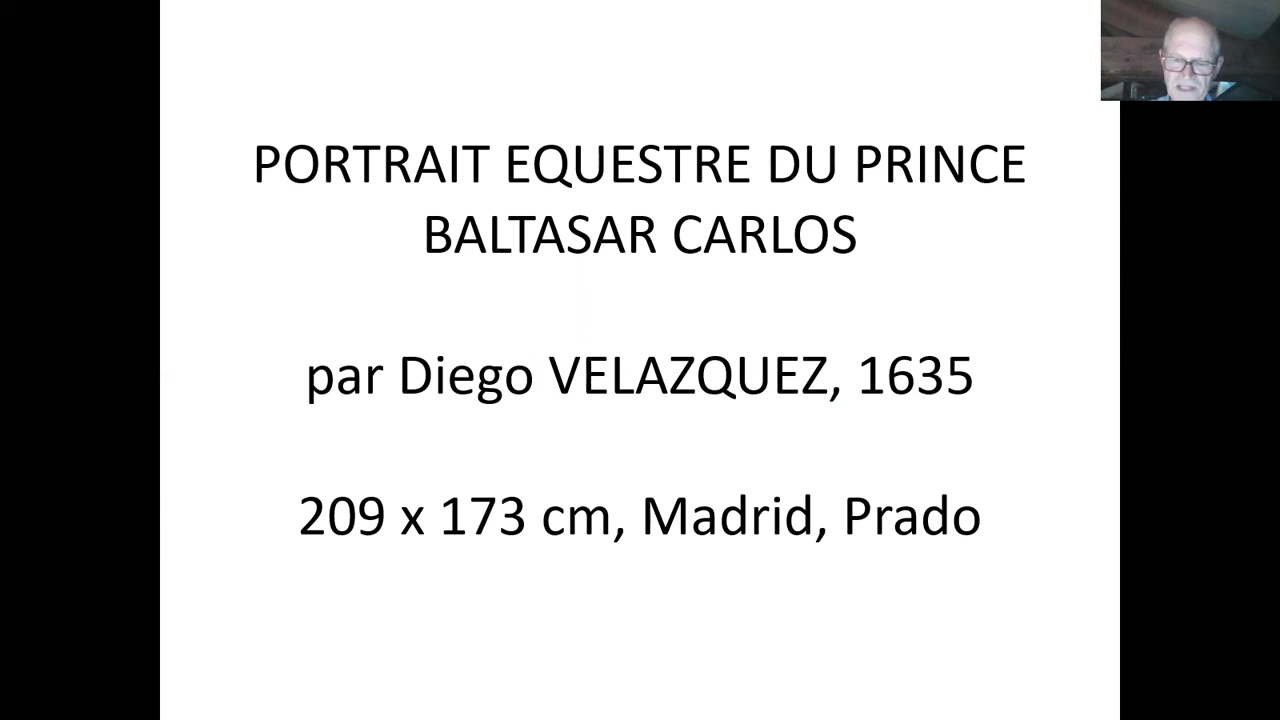 PORTRAIT EQUESTRE DU PRINCE
BALTASAR CARLOS
par Diego VELAZQUEZ, 1635
209 x 173 cm, Madrid, Prado